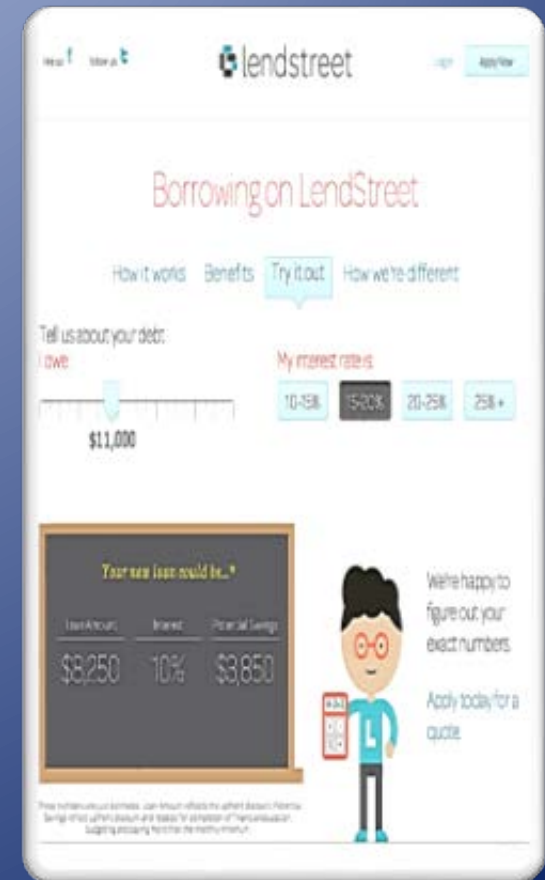 lendstreet
Login
Apply Now
Borrowing on LendStreet
How it works Benefits Try it out How we're different
Tell us about your debt
I owe
My interest rate is
10-15% 15-20% 20-25% 25% +
$11,000
Your new loan could be...*
Loan Amount Interest Potential Savings
$8,250 10% $3,850
We're happy to
figure out your
exact numbers.
Apply today for a
quote.
L